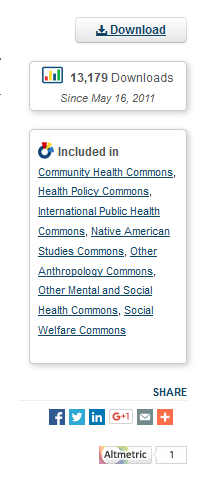 Download
13,179 Downloads
Since May 16, 2011
Included in
Community Health Commons,
Health Policy Commons,
International Public Health
Commons, Native American
Studies Commons, Other
Anthropology Commons,
Other Mental and Social
Health Commons, Social
Welfare Commons
SHARE
G+1
Altmetric 1